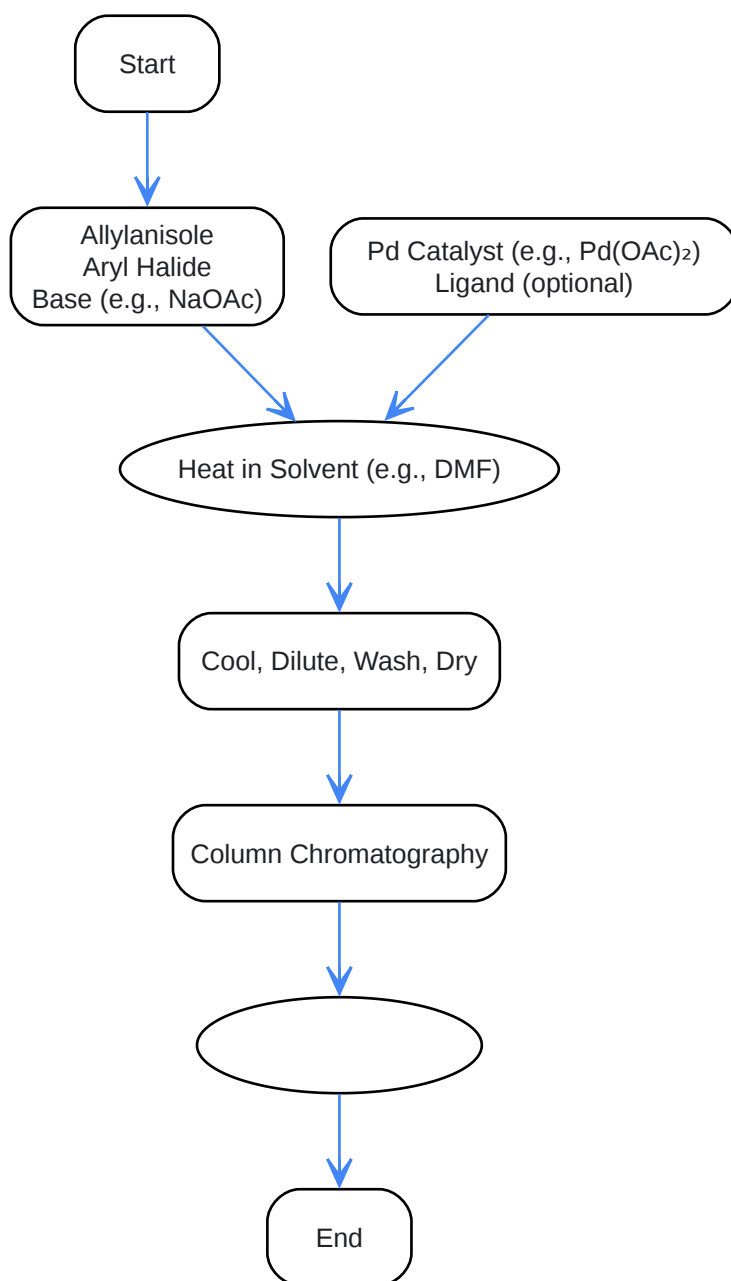 Start
Allylanisole
Aryl Halide
Base (e.g., NaOAc)
Pd Catalyst (e.g., Pd(OAc)₂)
Ligand (optional)
Heat in Solvent (e.g., DMF)
Cool, Dilute, Wash, Dry
Column Chromatography
End